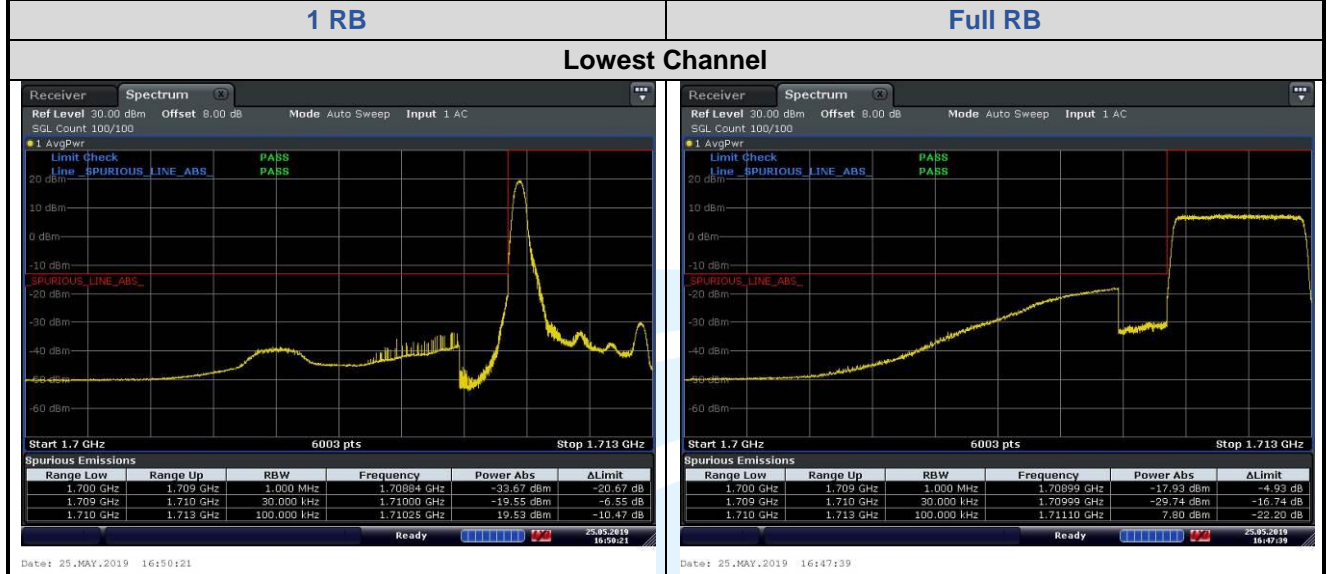 1 RB
Full RB
Lowest Channel
Receiver Spectrum
Ref Level 30.00 dBm Offset 8.00 dB Mode Auto Sweep Input 1 AC
SGL Count 100/100
1 AvgPwr
Limit Check PASS
Line _SPURIOUS_LINE_ABS_ PASS
20 dBm
10 dBm
0 dBm
-10 dBm
_SPURIOUS_LINE_ABS_
-20 dBm
-30 dBm
-40 dBm
-50 dBm
-60 dBm
Start 1.7 GHz 6003 pts Stop 1.713 GHz
Spurious Emissions
Range Low Range Up RBW Frequency Power Abs ΔLimit
1.700 GHz 1.709 GHz 1.000 MHz 1.70884 GHz -33.67 dBm -20.67 dB
1.709 GHz 1.710 GHz 30.000 kHz 1.71000 GHz -19.55 dBm -6.55 dB
1.710 GHz 1.713 GHz 100.000 kHz 1.71025 GHz 19.53 dBm -10.47 dB
Ready 25.05.2019
16:50:21
Date: 25.MAY.2019 16:50:21
Receiver Spectrum
Ref Level 30.00 dBm Offset 8.00 dB Mode Auto Sweep Input 1 AC
SGL Count 100/100
1 AvgPwr
Limit Check PASS
Line _SPURIOUS_LINE_ABS_ PASS
20 dBm
10 dBm
0 dBm
-10 dBm
_SPURIOUS_LINE_ABS_
-20 dBm
-30 dBm
-40 dBm
-50 dBm
-60 dBm
Start 1.7 GHz 6003 pts Stop 1.713 GHz
Spurious Emissions
Range Low Range Up RBW Frequency Power Abs ΔLimit
1.700 GHz 1.709 GHz 1.000 MHz 1.70899 GHz -17.93 dBm -4.93 dB
1.709 GHz 1.710 GHz 30.000 kHz 1.70999 GHz -29.74 dBm -16.74 dB
1.710 GHz 1.713 GHz 100.000 kHz 1.71110 GHz 7.80 dBm -22.20 dB
Ready 25.05.2019
16:47:39
Date: 25.MAY.2019 16:47:39